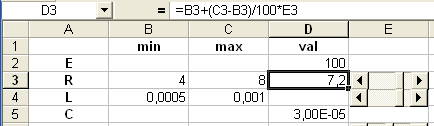 D3 = =B3+(C3-B3)/100*E3
A B C D E
1 min max val
2 E 100
3 R 4 8 7,2
4 L 0,0005 0,001
5 C 3,00E-05